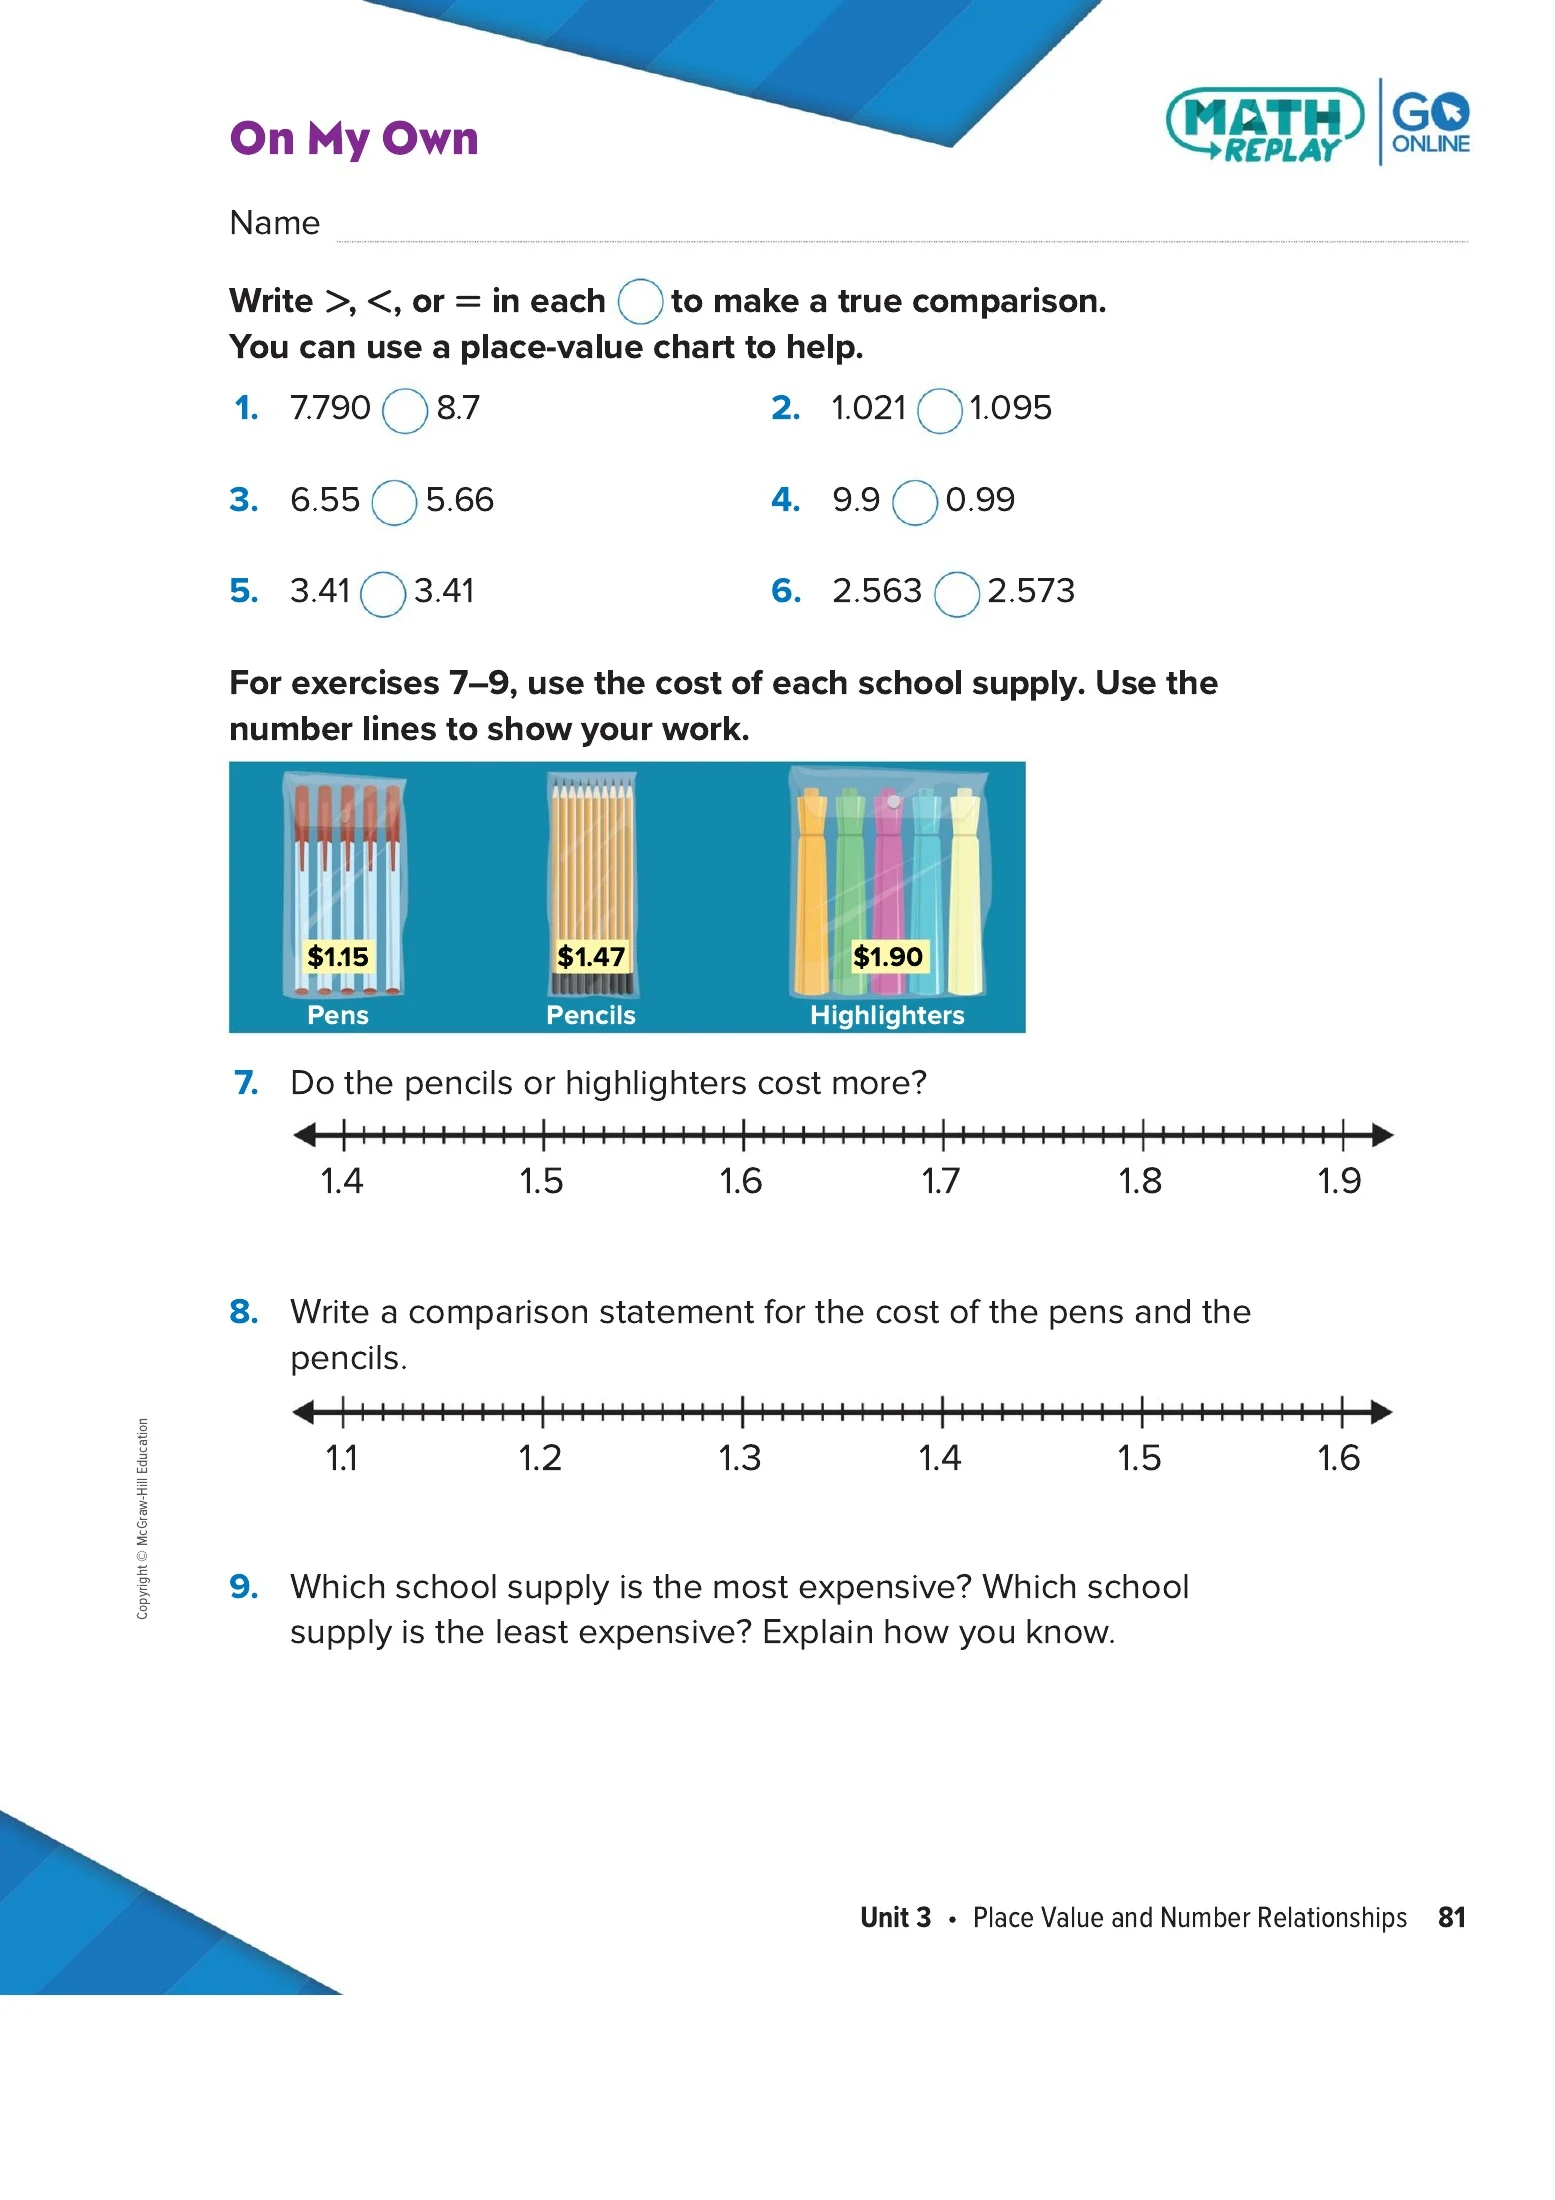 MATH
REPLAY
GO
ONLINE
On My Own
Name
Write >, <, or = in each ◯ to make a true comparison.
You can use a place-value chart to help.
1. 7.790 ◯ 8.7
2. 1.021 ◯ 1.095
3. 6.55 ◯ 5.66
4. 9.9 ◯ 0.99
5. 3.41 ◯ 3.41
6. 2.563 ◯ 2.573
For exercises 7–9, use the cost of each school supply. Use the
number lines to show your work.
$1.15 $1.47 $1.90
Pens Pencils Highlighters
7. Do the pencils or highlighters cost more?
1.4 1.5 1.6 1.7 1.8 1.9
8. Write a comparison statement for the cost of the pens and the
pencils.
1.1 1.2 1.3 1.4 1.5 1.6
9. Which school supply is the most expensive? Which school
supply is the least expensive? Explain how you know.
Copyright © McGraw-Hill Education
Unit 3 • Place Value and Number Relationships 81